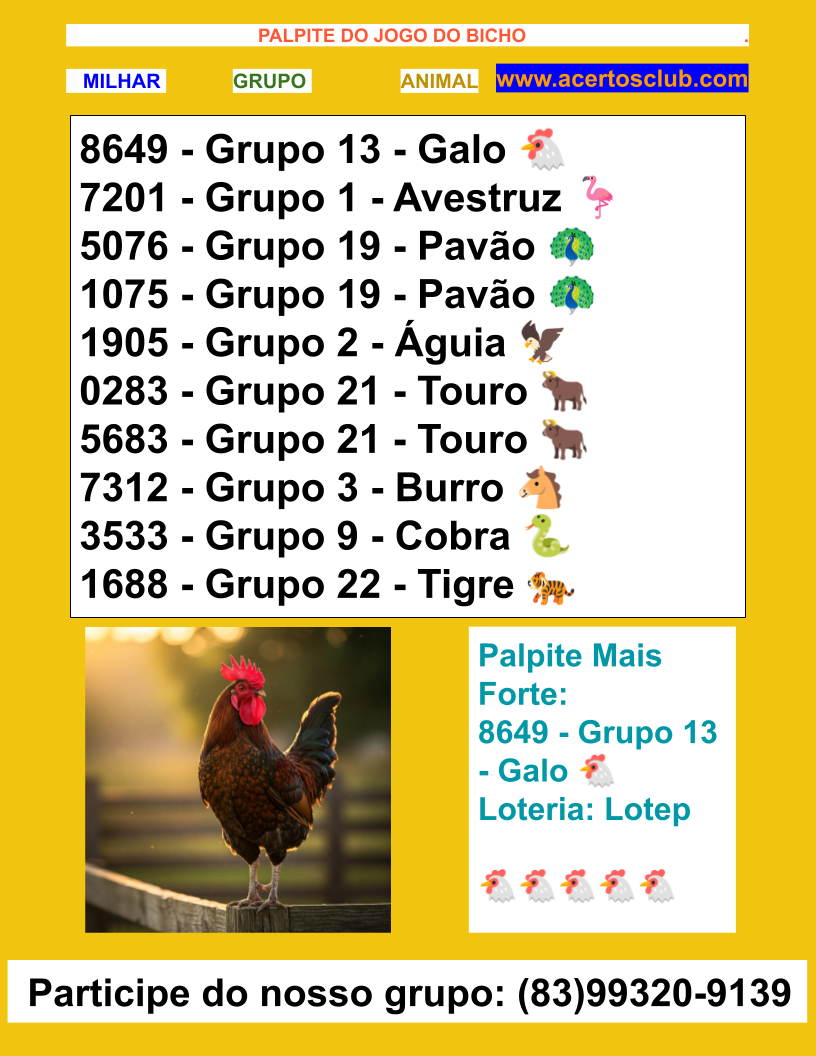 PALPITE DO JOGO DO BICHO .
MILHAR GRUPO ANIMAL www.acertosclub.com
8649 - Grupo 13 - Galo 🐔
7201 - Grupo 1 - Avestruz 🦩
5076 - Grupo 19 - Pavão 🦚
1075 - Grupo 19 - Pavão 🦚
1905 - Grupo 2 - Águia 🦅
0283 - Grupo 21 - Touro 🐂
5683 - Grupo 21 - Touro 🐂
7312 - Grupo 3 - Burro 🐴
3533 - Grupo 9 - Cobra 🐍
1688 - Grupo 22 - Tigre 🐅
Palpite Mais
Forte:
8649 - Grupo 13
- Galo 🐔
Loteria: Lotep
🐔🐔🐔🐔🐔
Participe do nosso grupo: (83)99320-9139